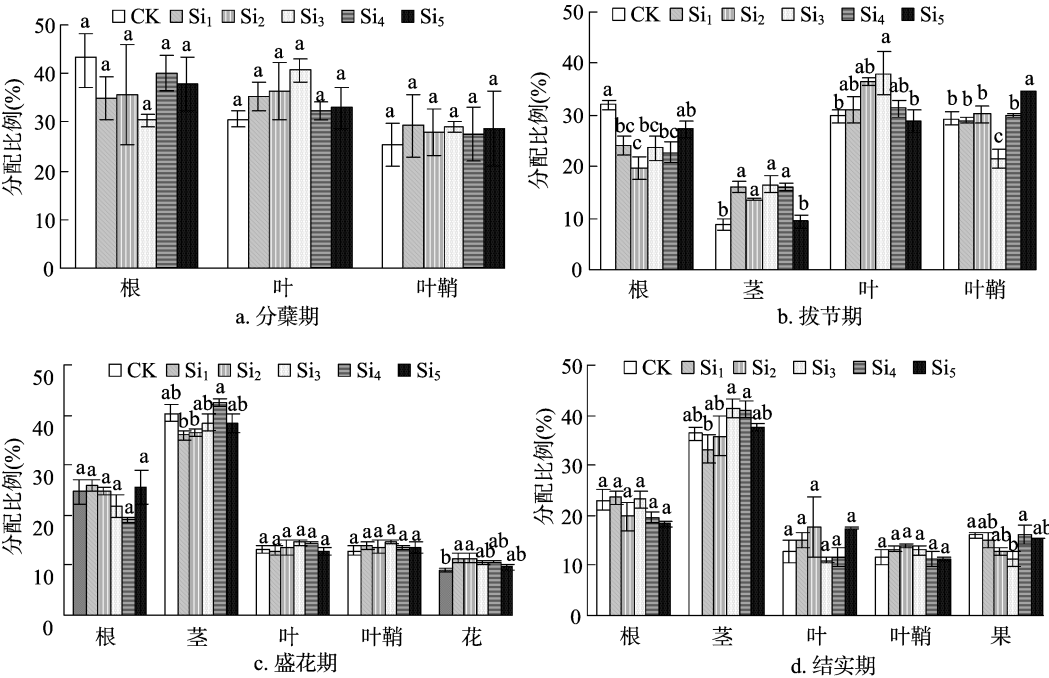 CK Si1 Si2 Si3 Si4 Si5
分配比例(%)
50
40
30
20
10
0
a a a a a a
a a a a a a
a a a a a a
根 叶 叶鞘
a. 分蘖期
CK Si1 Si2 Si3 Si4 Si5
分配比例(%)
50
40
30
20
10
0
a bc c bc bc ab
b a a a a b
b ab ab a ab b
b b b c b a
根 茎 叶 叶鞘
b. 拔节期
CK Si1 Si2 Si3 Si4 Si5
分配比例(%)
50
40
30
20
10
0
a a a a a a
ab b b ab a ab
a a a a a a
a a a a a a
b a a ab ab ab
根 茎 叶 叶鞘 花
c. 盛花期
CK Si1 Si2 Si3 Si4 Si5
分配比例(%)
50
40
30
20
10
0
a a a a a a
ab b ab a a ab
a a a a a a
a a a a a a
a ab ab b a ab
根 茎 叶 叶鞘 果
d. 结实期